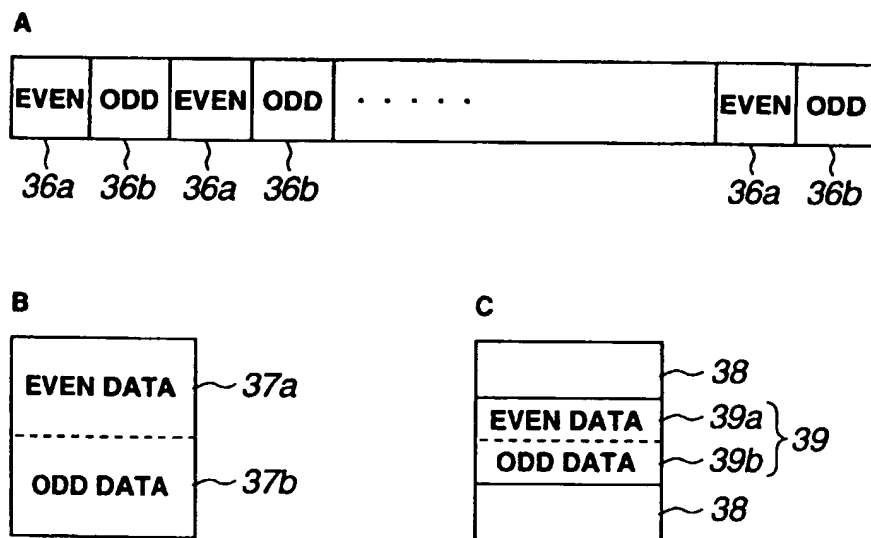 A
EVEN ODD EVEN ODD · · · · · EVEN ODD
36a 36b 36a 36b 36a 36b
B
EVEN DATA 37a
ODD DATA 37b
C
38
EVEN DATA 39a
ODD DATA 39b
39
38